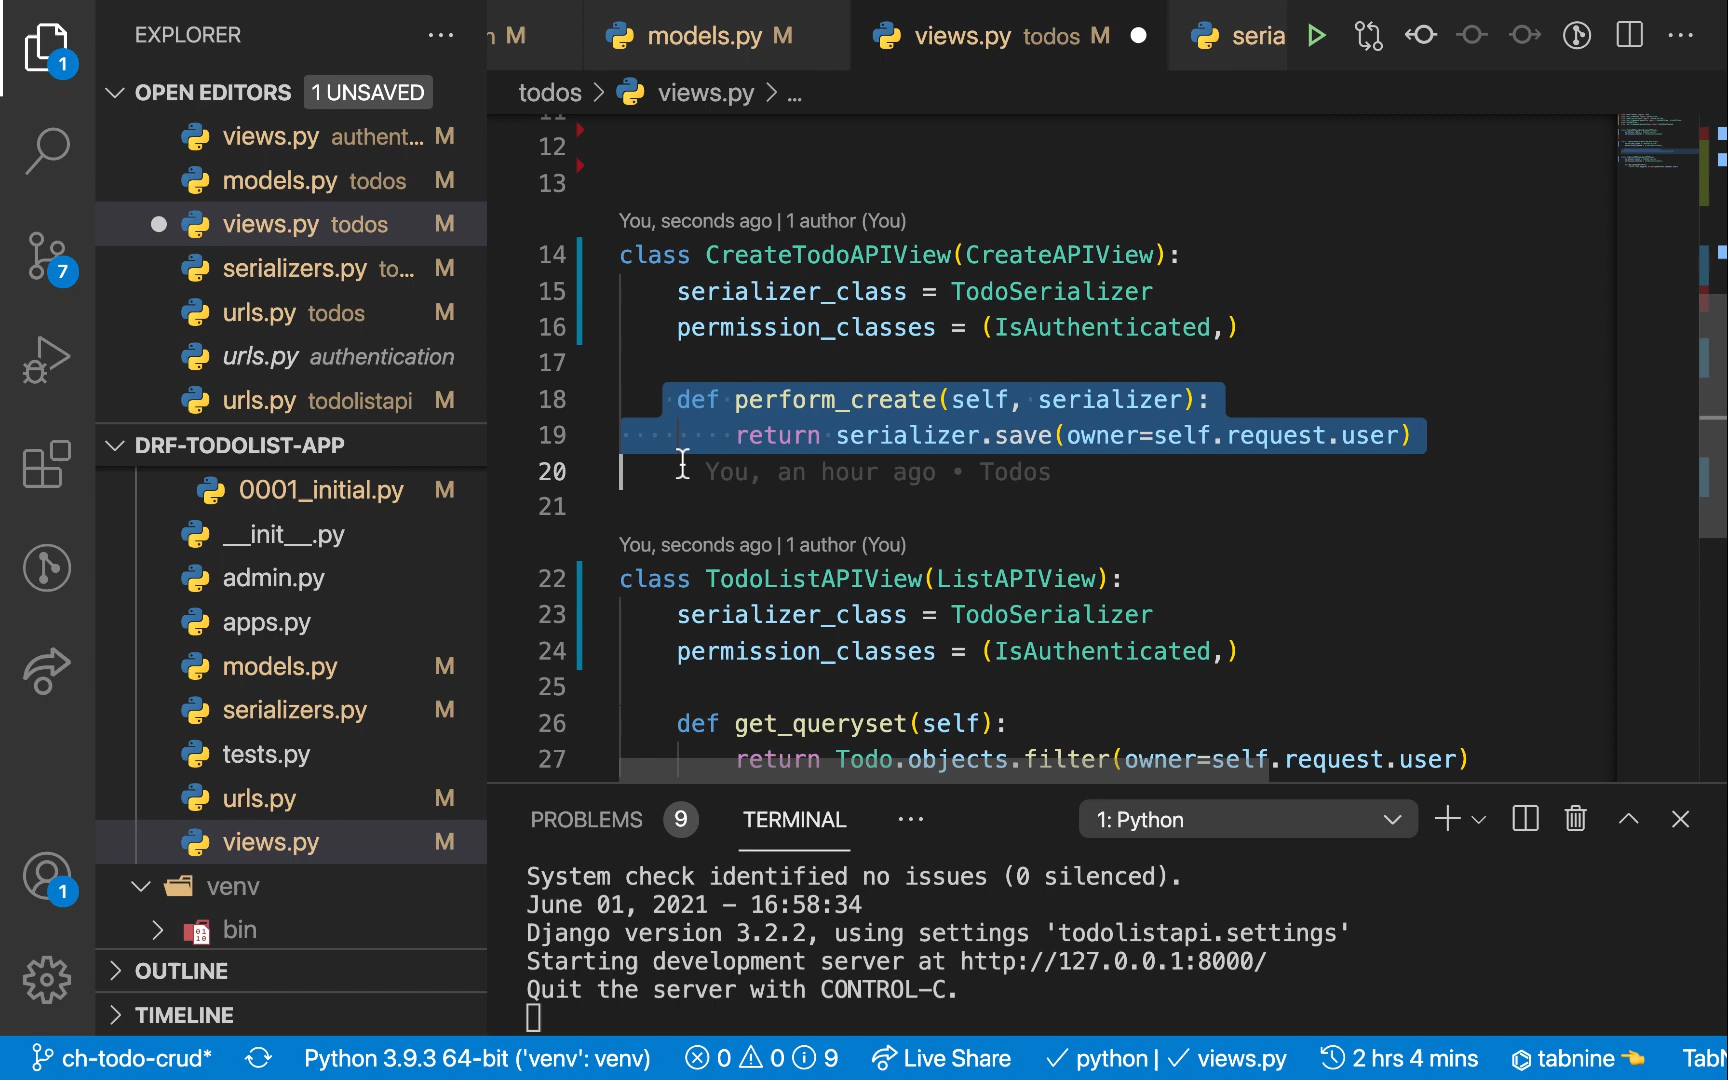 EXPLORER
1
OPEN EDITORS 1 UNSAVED
views.py authent... M
models.py todos M
views.py todos M
serializers.py to... M
urls.py todos M
urls.py authentication
urls.py todolistapi M
7
DRF-TODOLIST-APP
0001_initial.py M
__init__.py
admin.py
apps.py
models.py M
serializers.py M
tests.py
urls.py M
views.py M
venv
bin
1
OUTLINE
TIMELINE
M models.py M views.py todos M seria
todos > views.py > ...
11
12
13
You, seconds ago | 1 author (You)
14 class CreateTodoAPIView(CreateAPIView):
15 serializer_class = TodoSerializer
16 permission_classes = (IsAuthenticated,)
17
18 def perform_create(self, serializer):
19 return serializer.save(owner=self.request.user)
20 You, an hour ago • Todos
21
You, seconds ago | 1 author (You)
22 class TodoListAPIView(ListAPIView):
23 serializer_class = TodoSerializer
24 permission_classes = (IsAuthenticated,)
25
26 def get_queryset(self):
27 return Todo.objects.filter(owner=self.request.user)
PROBLEMS 9 TERMINAL ... 1: Python
System check identified no issues (0 silenced).
June 01, 2021 - 16:58:34
Django version 3.2.2, using settings 'todolistapi.settings'
Starting development server at http://127.0.0.1:8000/
Quit the server with CONTROL-C.
ch-todo-crud* Python 3.9.3 64-bit ('venv': venv) 0 0 9 Live Share python | views.py 2 hrs 4 mins tabnine